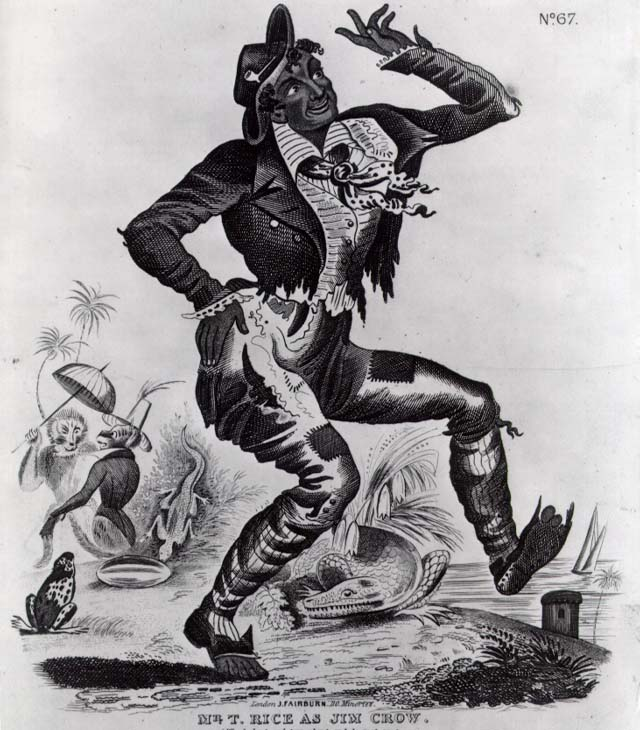 No. 67.
London J. FAIRBURN. 110. Minories.
Mr. T. RICE AS JIM CROW.